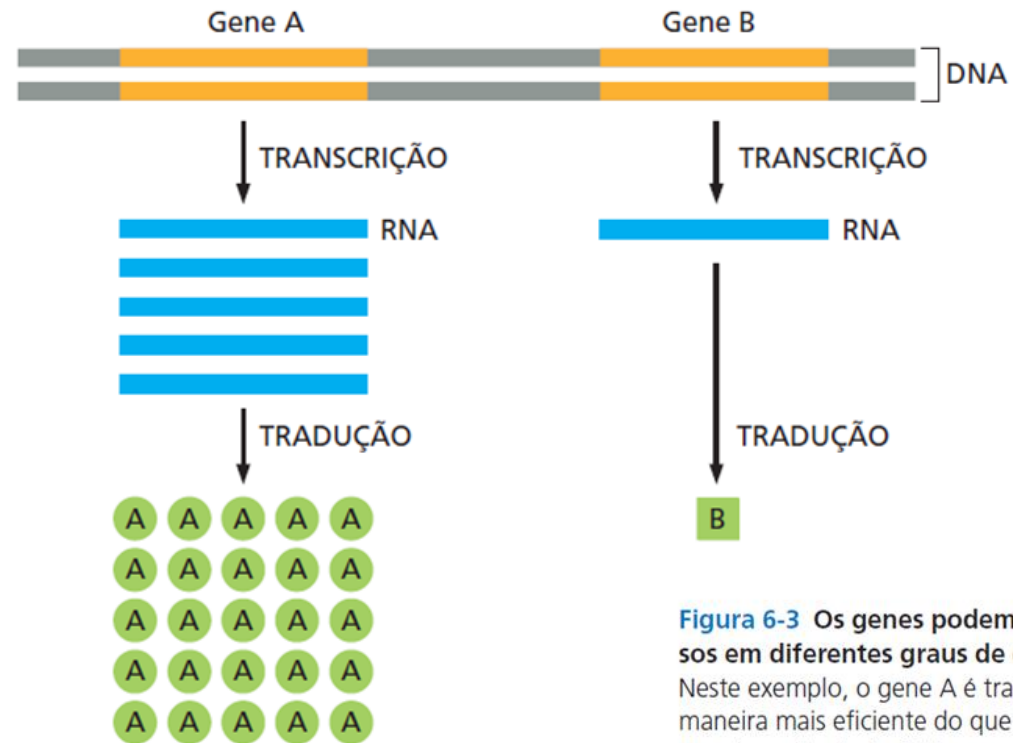 Gene A Gene B
DNA
TRANSCRIÇÃO TRANSCRIÇÃO
RNA RNA
TRADUÇÃO TRADUÇÃO
A A A A A B
A A A A A
A A A A A
A A A A A
A A A A A
Figura 6-3 Os genes podem
sos em diferentes graus de
Neste exemplo, o gene A é tra
maneira mais eficiente do que